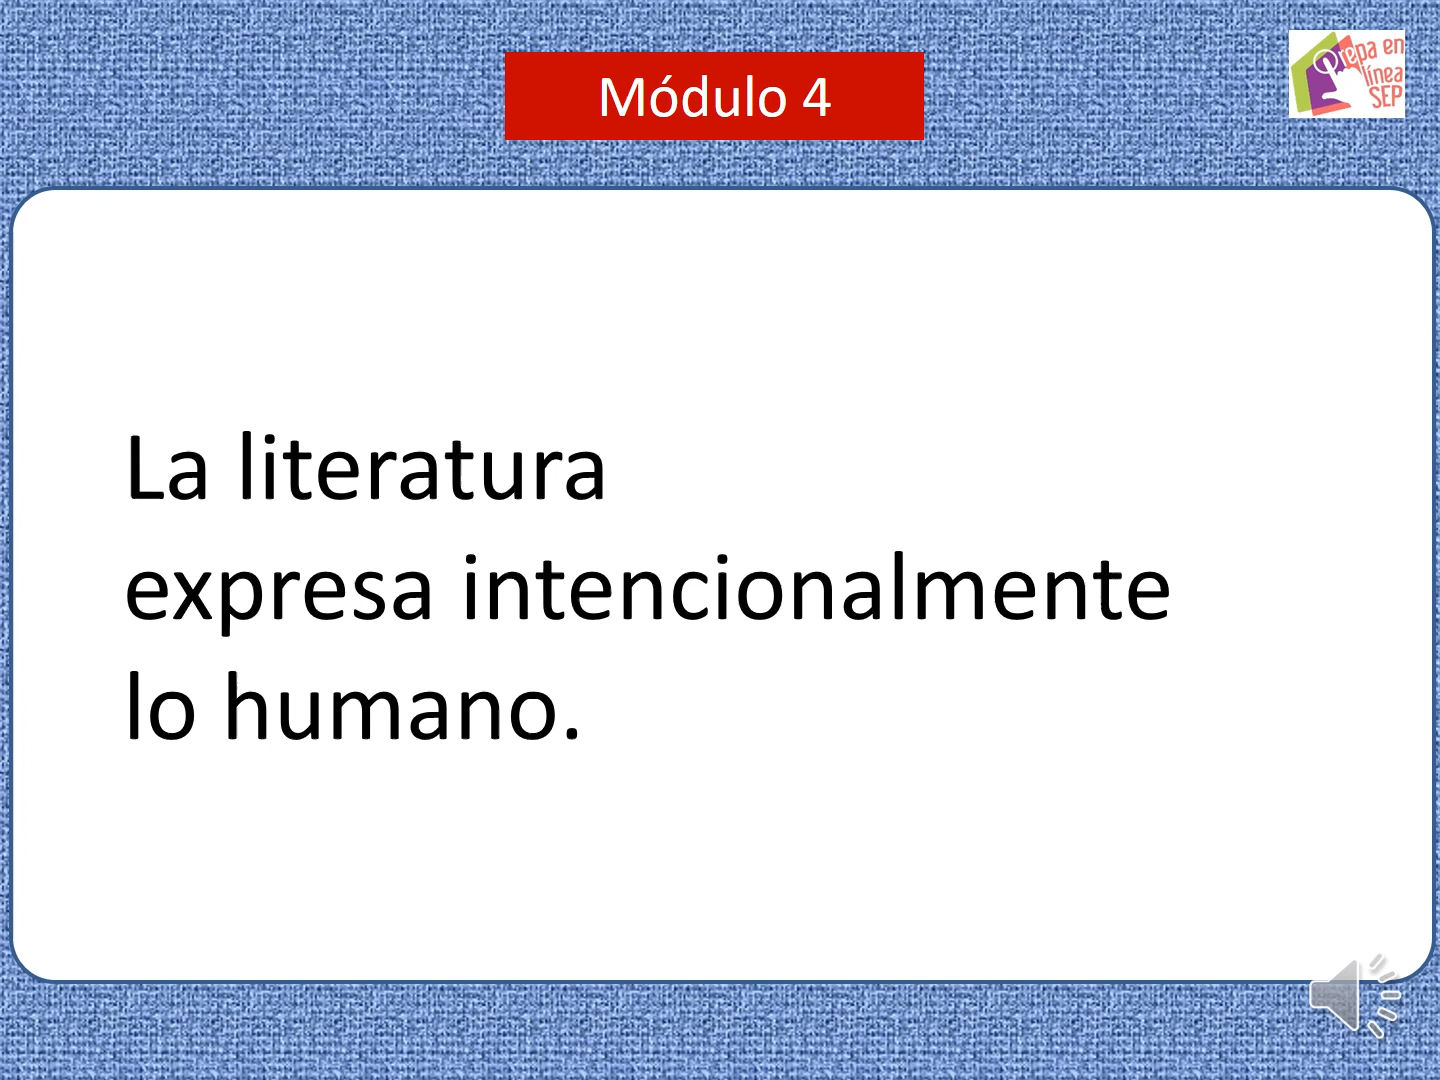 Módulo 4
Prepa en
línea
SEP
La literatura
expresa intencionalmente
lo humano.